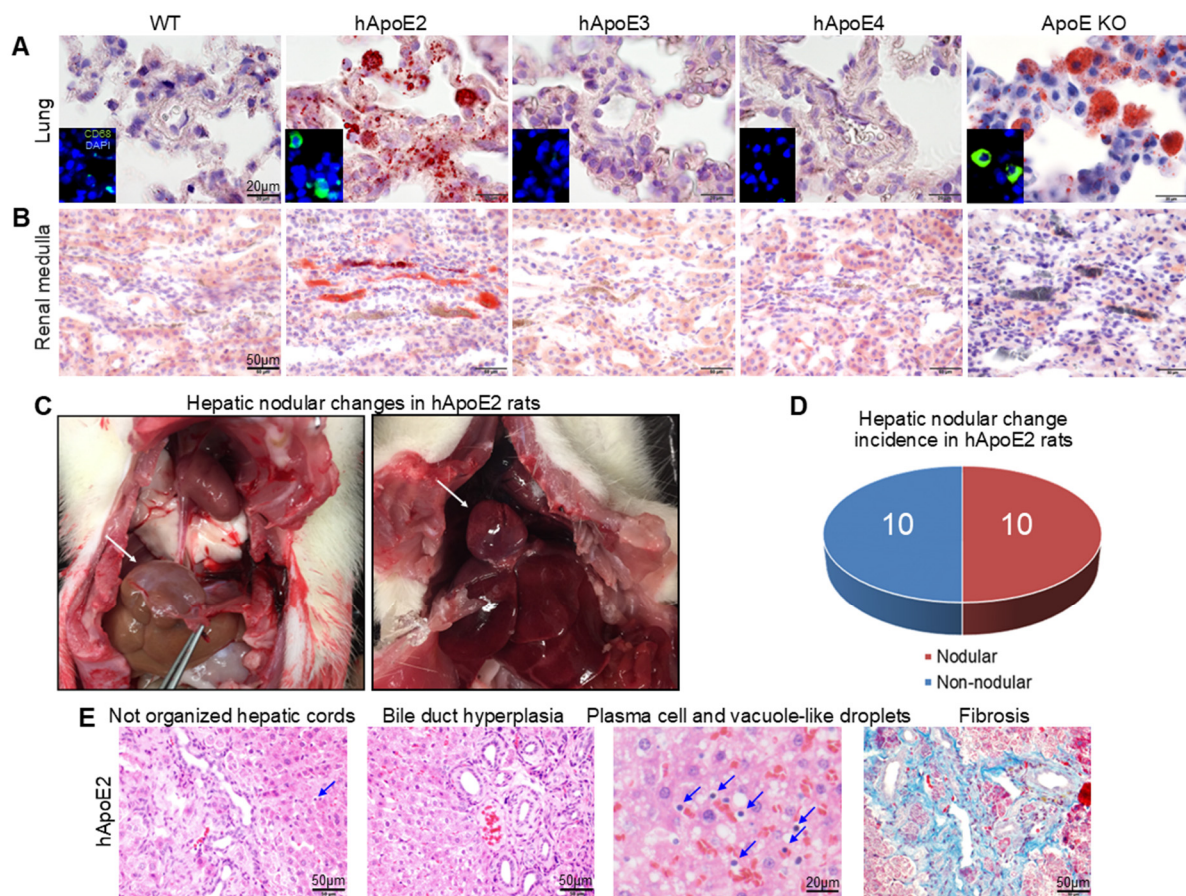 WT hApoE2 hApoE3 hApoE4 ApoE KO
A
Lung
CD68
DAPI
20μm
B
Renal medulla
50μm
C
Hepatic nodular changes in hApoE2 rats
D
Hepatic nodular change
incidence in hApoE2 rats
10 10
Nodular
Non-nodular
E
Not organized hepatic cords Bile duct hyperplasia Plasma cell and vacuole-like droplets Fibrosis
hApoE2
50μm 50μm 20μm 50μm